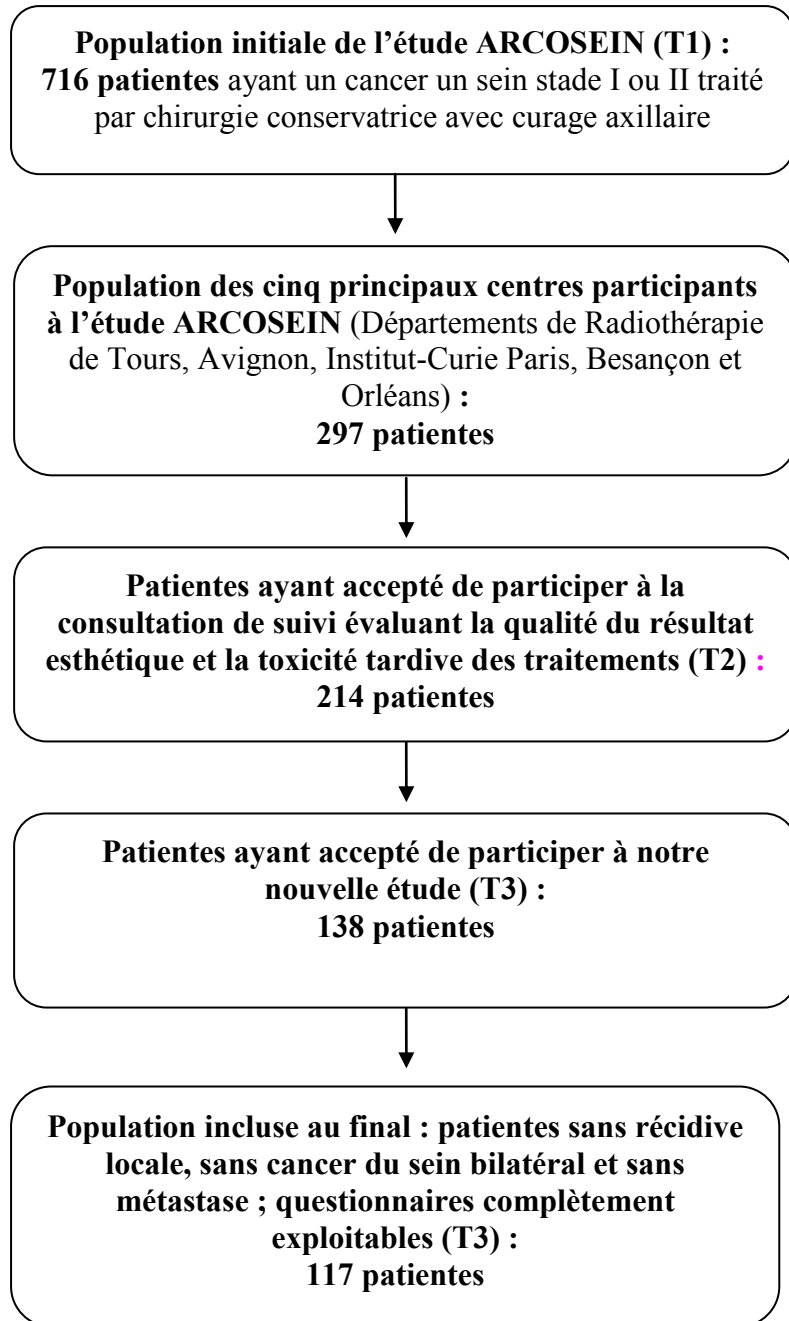 Population initiale de l’étude ARCOSEIN (T1) :
716 patientes ayant un cancer un sein stade I ou II traité
par chirurgie conservatrice avec curage axillaire
Population des cinq principaux centres participants
à l’étude ARCOSEIN (Départements de Radiothérapie
de Tours, Avignon, Institut-Curie Paris, Besançon et
Orléans) :
297 patientes
Patientes ayant accepté de participer à la
consultation de suivi évaluant la qualité du résultat
esthétique et la toxicité tardive des traitements (T2) :
214 patientes
Patientes ayant accepté de participer à notre
nouvelle étude (T3) :
138 patientes
Population incluse au final : patientes sans récidive
locale, sans cancer du sein bilatéral et sans
métastase ; questionnaires complètement
exploitables (T3) :
117 patientes